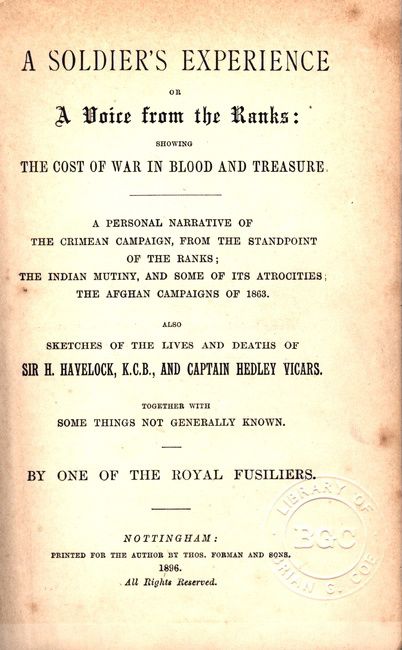 A SOLDIER'S EXPERIENCE
OR
A Voice from the Ranks:
SHOWING
THE COST OF WAR IN BLOOD AND TREASURE.
A PERSONAL NARRATIVE OF
THE CRIMEAN CAMPAIGN, FROM THE STANDPOINT
OF THE RANKS;
THE INDIAN MUTINY, AND SOME OF ITS ATROCITIES;
THE AFGHAN CAMPAIGNS OF 1863.
ALSO
SKETCHES OF THE LIVES AND DEATHS OF
SIR H. HAVELOCK, K.C.B., AND CAPTAIN HEDLEY VICARS.
TOGETHER WITH
SOME THINGS NOT GENERALLY KNOWN.
BY ONE OF THE ROYAL FUSILIERS.
LIBRARY OF
BGC
BRIAN G. COE
NOTTINGHAM:
PRINTED FOR THE AUTHOR BY THOS. FORMAN AND SONS.
1896.
All Rights Reserved.